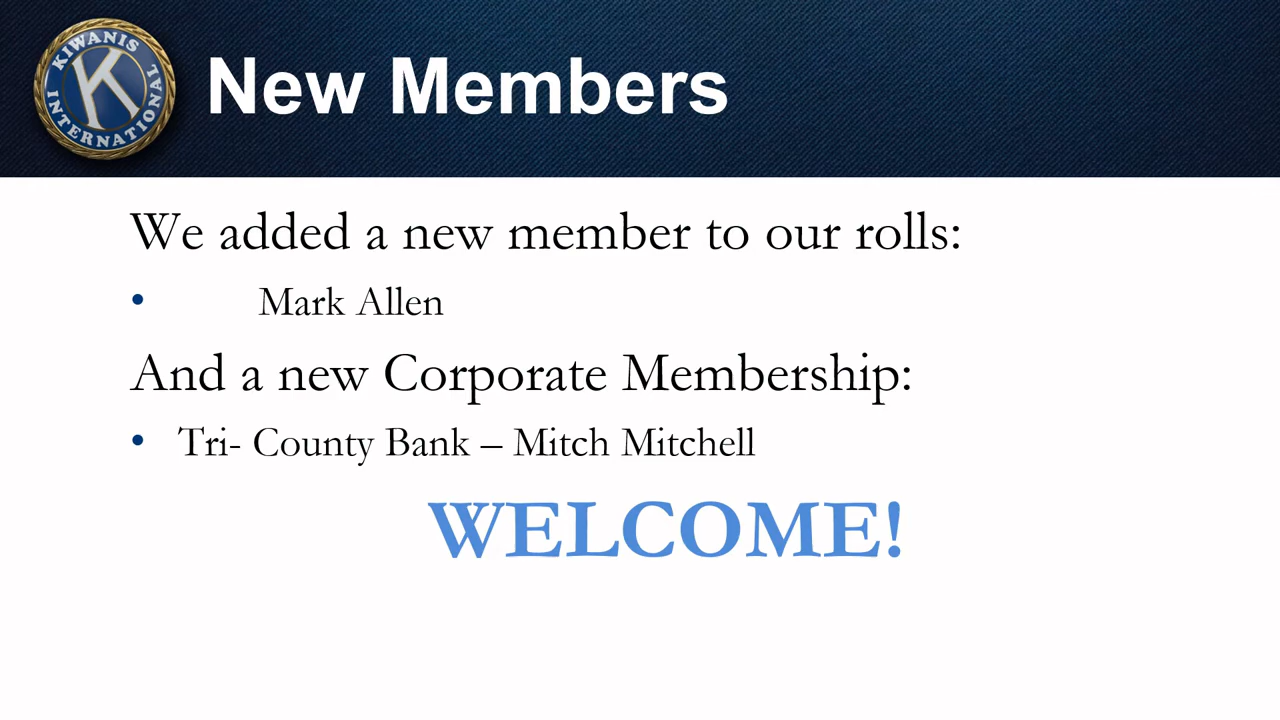 KIWANIS
K
INTERNATIONAL
New Members
We added a new member to our rolls:
• Mark Allen
And a new Corporate Membership:
• Tri- County Bank – Mitch Mitchell
WELCOME!